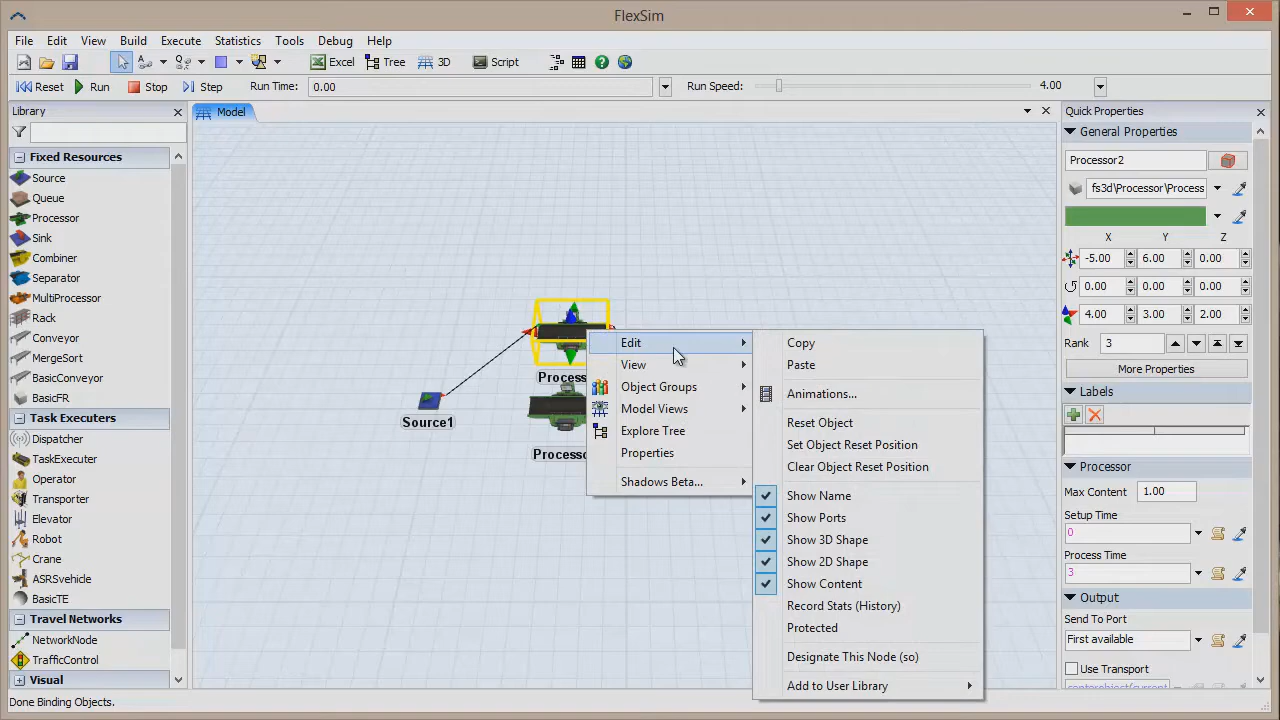 FlexSim
File Edit View Build Execute Statistics Tools Debug Help
Excel Tree 3D Script
Reset Run Stop Step Run Time: 0.00 Run Speed: 4.00
Library
Model
Quick Properties
Fixed Resources
Source
Queue
Processor
Sink
Combiner
Separator
MultiProcessor
Rack
Conveyor
MergeSort
BasicConveyor
BasicFR
Task Executers
Dispatcher
TaskExecuter
Operator
Transporter
Elevator
Robot
Crane
ASRSvehicle
BasicTE
Travel Networks
NetworkNode
TrafficControl
Visual
Source1
Process
Processo
Edit
View
Object Groups
Model Views
Explore Tree
Properties
Shadows Beta...
Copy
Paste
Animations...
Reset Object
Set Object Reset Position
Clear Object Reset Position
Show Name
Show Ports
Show 3D Shape
Show 2D Shape
Show Content
Record Stats (History)
Protected
Designate This Node (so)
Add to User Library
General Properties
Processor2
fs3d\Processor\Process
X Y Z
-5.00 6.00 0.00
0.00 0.00 0.00
4.00 3.00 2.00
Rank 3
More Properties
Labels
Processor
Max Content 1.00
Setup Time
0
Process Time
3
Output
Send To Port
First available
Use Transport
Done Binding Objects.